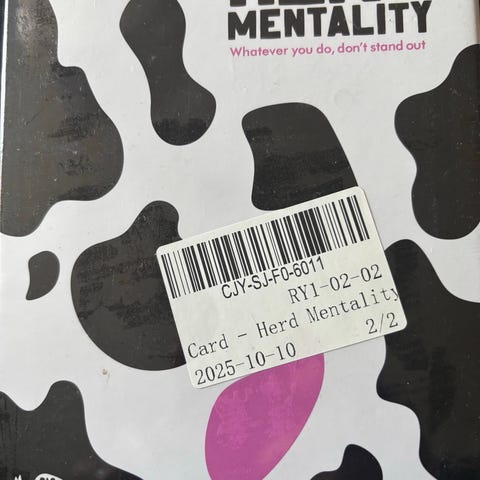 MENTALITY
Whatever you do, don't stand out
CJY-SJ-F0-6011
RY1-02-02
Card - Herd Mentality
2/2
2025-10-10